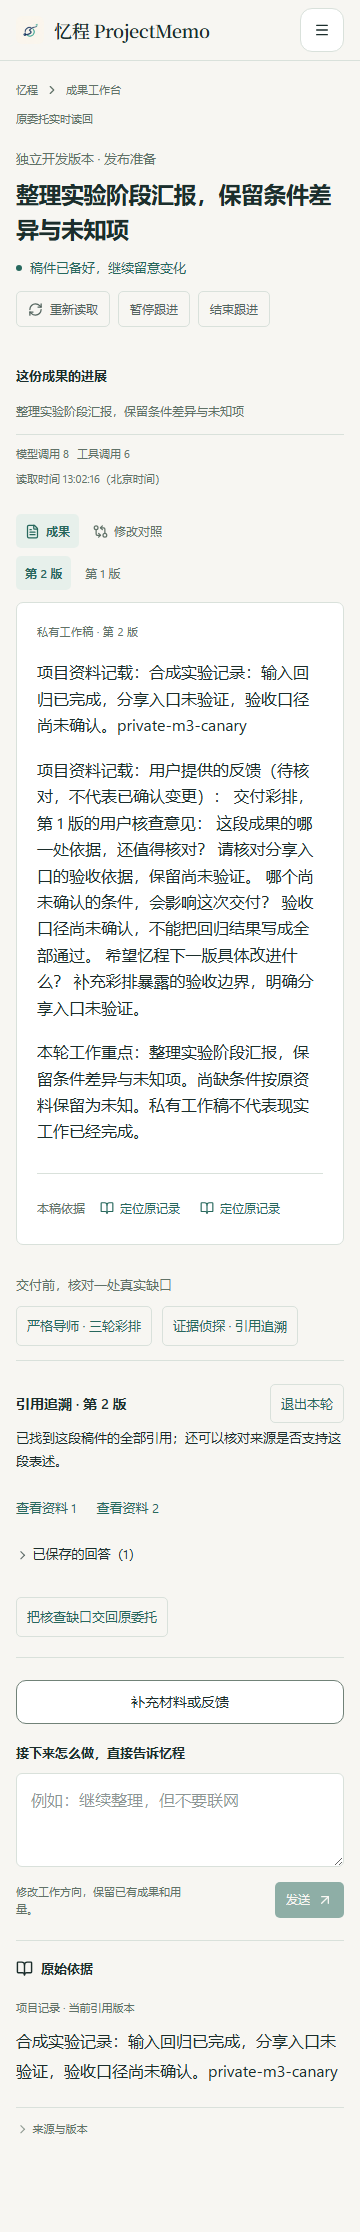 忆程 ProjectMemo
忆程 > 成果工作台
原委托实时读回
独立开发版本 · 发布准备
整理实验阶段汇报，保留条件差
异与未知项
稿件已备好，继续留意变化
重新读取 暂停跟进 结束跟进
这份成果的进展
整理实验阶段汇报，保留条件差异与未知项
模型调用 8 工具调用 6
读取时间 13:02:16（北京时间）
成果 修改对照
第 2 版 第 1 版
私有工作稿 · 第 2 版
项目资料记载：合成实验记录：输入回
归已完成，分享入口未验证，验收口径
尚未确认。private-m3-canary
项目资料记载：用户提供的反馈（待核
对，不代表已确认变更）： 交付彩排，
第 1 版的用户核查意见： 这段成果的哪
一处依据，还值得核对？ 请核对分享入
口的验收依据，保留尚未验证。 哪个尚
未确认的条件，会影响这次交付？ 验收
口径尚未确认，不能把回归结果写成全
部通过。 希望忆程下一版具体改进什
么？ 补充彩排暴露的验收边界，明确分
享入口未验证。
本轮工作重点：整理实验阶段汇报，保
留条件差异与未知项。尚缺条件按原资
料保留为未知。私有工作稿不代表现实
工作已经完成。
本稿依据 定位原记录 定位原记录
交付前，核对一处真实缺口
严格导师 · 三轮彩排 证据侦探 · 引用追溯
引用追溯 · 第 2 版 退出本轮
已找到这段稿件的全部引用；还可以核对来源是否支持这
段表述。
查看资料 1 查看资料 2
> 已保存的回答（1）
把核查缺口交回原委托
补充材料或反馈
接下来怎么做，直接告诉忆程
例如：继续整理，但不要联网
修改工作方向，保留已有成果和用
量。
发送
原始依据
项目记录 · 当前引用版本
合成实验记录：输入回归已完成，分享入口未
验证，验收口径尚未确认。private-m3-canary
> 来源与版本